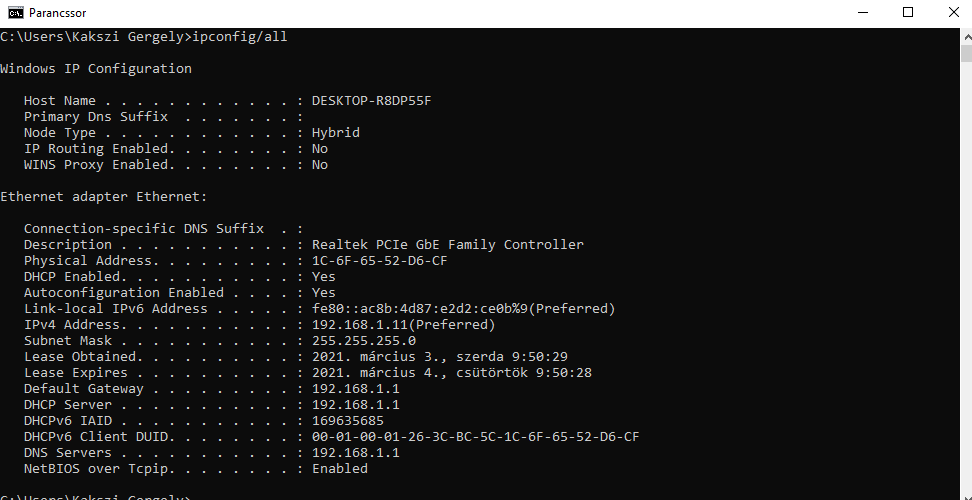 Parancssor
C:\Users\Kakszi Gergely>ipconfig/all
Windows IP Configuration
Host Name . . . . . . . . . . . . : DESKTOP-R8DP55F
Primary Dns Suffix  . . . . . . . :
Node Type . . . . . . . . . . . . : Hybrid
IP Routing Enabled. . . . . . . . : No
WINS Proxy Enabled. . . . . . . . : No
Ethernet adapter Ethernet:
Connection-specific DNS Suffix  . :
Description . . . . . . . . . . . : Realtek PCIe GbE Family Controller
Physical Address. . . . . . . . . : 1C-6F-65-52-D6-CF
DHCP Enabled. . . . . . . . . . . : Yes
Autoconfiguration Enabled . . . . : Yes
Link-local IPv6 Address . . . . . : fe80::ac8b:4d87:e2d2:ce0b%9(Preferred)
IPv4 Address. . . . . . . . . . . : 192.168.1.11(Preferred)
Subnet Mask . . . . . . . . . . . : 255.255.255.0
Lease Obtained. . . . . . . . . . : 2021. március 3., szerda 9:50:29
Lease Expires . . . . . . . . . . : 2021. március 4., csütörtök 9:50:28
Default Gateway . . . . . . . . . : 192.168.1.1
DHCP Server . . . . . . . . . . . : 192.168.1.1
DHCPv6 IAID . . . . . . . . . . . : 169635685
DHCPv6 Client DUID. . . . . . . . : 00-01-00-01-26-3C-BC-5C-1C-6F-65-52-D6-CF
DNS Servers . . . . . . . . . . . : 192.168.1.1
NetBIOS over Tcpip. . . . . . . . : Enabled
C:\Users\Kakszi Gergely>